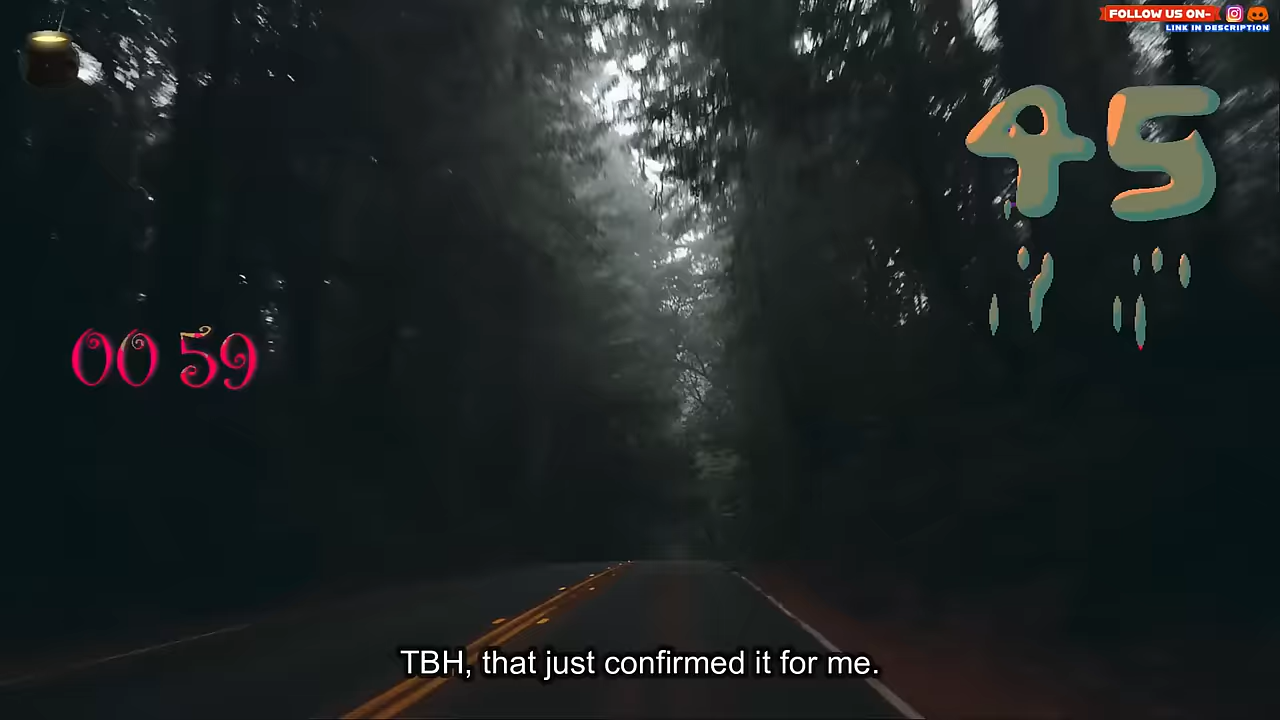 FOLLOW US ON-
LINK IN DESCRIPTION
45
00 59
TBH, that just confirmed it for me.